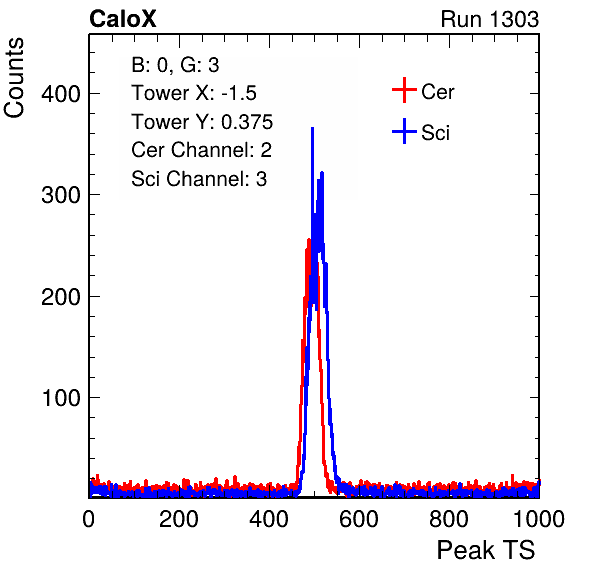 CaloX Run 1303
Counts
B: 0, G: 3
Tower X: -1.5
Tower Y: 0.375
Cer Channel: 2
Sci Channel: 3
Cer
Sci
400
300
200
100
0 200 400 600 800 1000
Peak TS